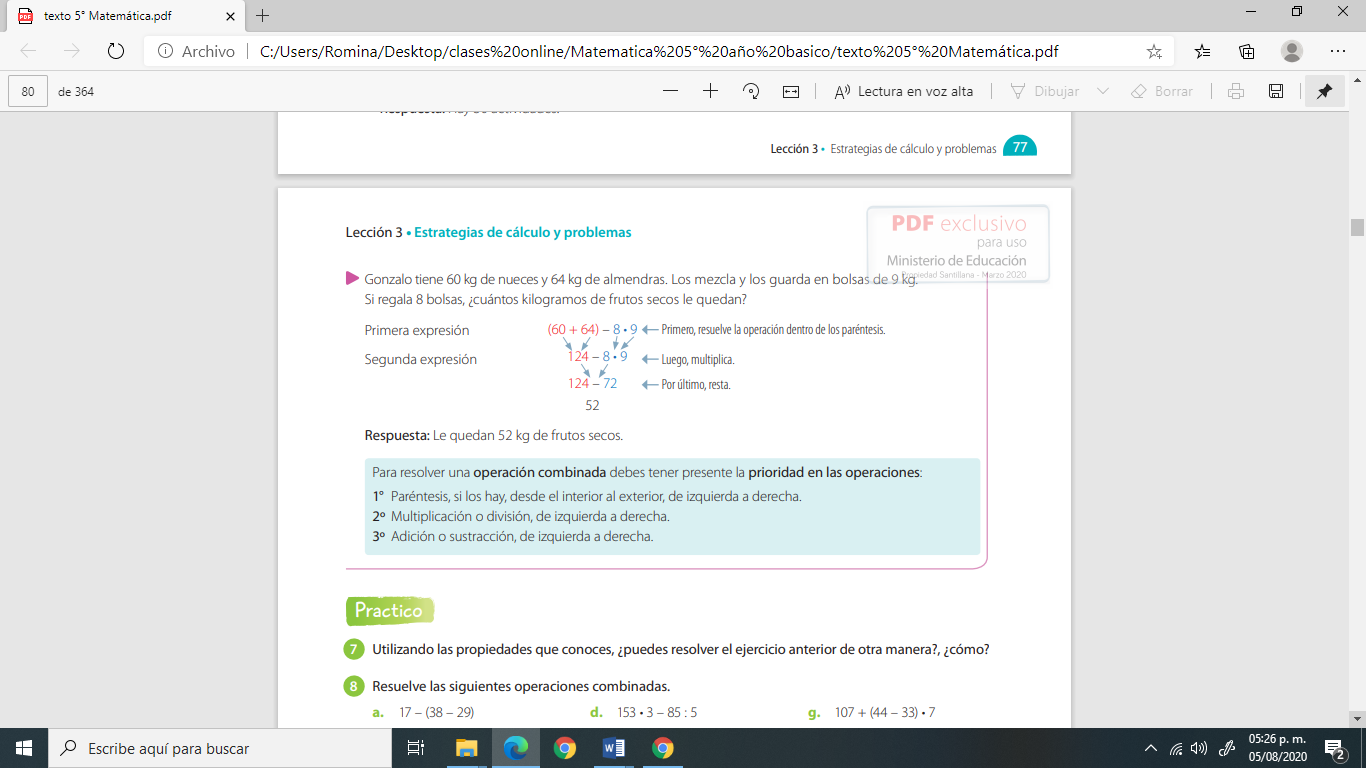 texto 5° Matemática.pdf
Archivo
C:/Users/Romina/Desktop/clases%20online/Matematica%205°%20año%20basico/texto%205°%20Matemática.pdf
80 de 364
Lectura en voz alta
Dibujar
Borrar
Lección 3 • Estrategias de cálculo y problemas 77
PDF exclusivo
para uso
Ministerio de Educación
Propiedad Santillana - Marzo 2020
Lección 3 • Estrategias de cálculo y problemas
Gonzalo tiene 60 kg de nueces y 64 kg de almendras. Los mezcla y los guarda en bolsas de 9 kg.
Si regala 8 bolsas, ¿cuántos kilogramos de frutos secos le quedan?
Primera expresión (60 + 64) – 8 • 9 Primero, resuelve la operación dentro de los paréntesis.
Segunda expresión 124 – 8 • 9 Luego, multiplica.
124 – 72 Por último, resta.
52
Respuesta: Le quedan 52 kg de frutos secos.
Para resolver una operación combinada debes tener presente la prioridad en las operaciones:
1° Paréntesis, si los hay, desde el interior al exterior, de izquierda a derecha.
2º Multiplicación o división, de izquierda a derecha.
3º Adición o sustracción, de izquierda a derecha.
Practico
7 Utilizando las propiedades que conoces, ¿puedes resolver el ejercicio anterior de otra manera?, ¿cómo?
8 Resuelve las siguientes operaciones combinadas.
a. 17 – (38 – 29) d. 153 • 3 – 85 : 5 g. 107 + (44 – 33) • 7
Escribe aquí para buscar
05:26 p. m.
05/08/2020
2